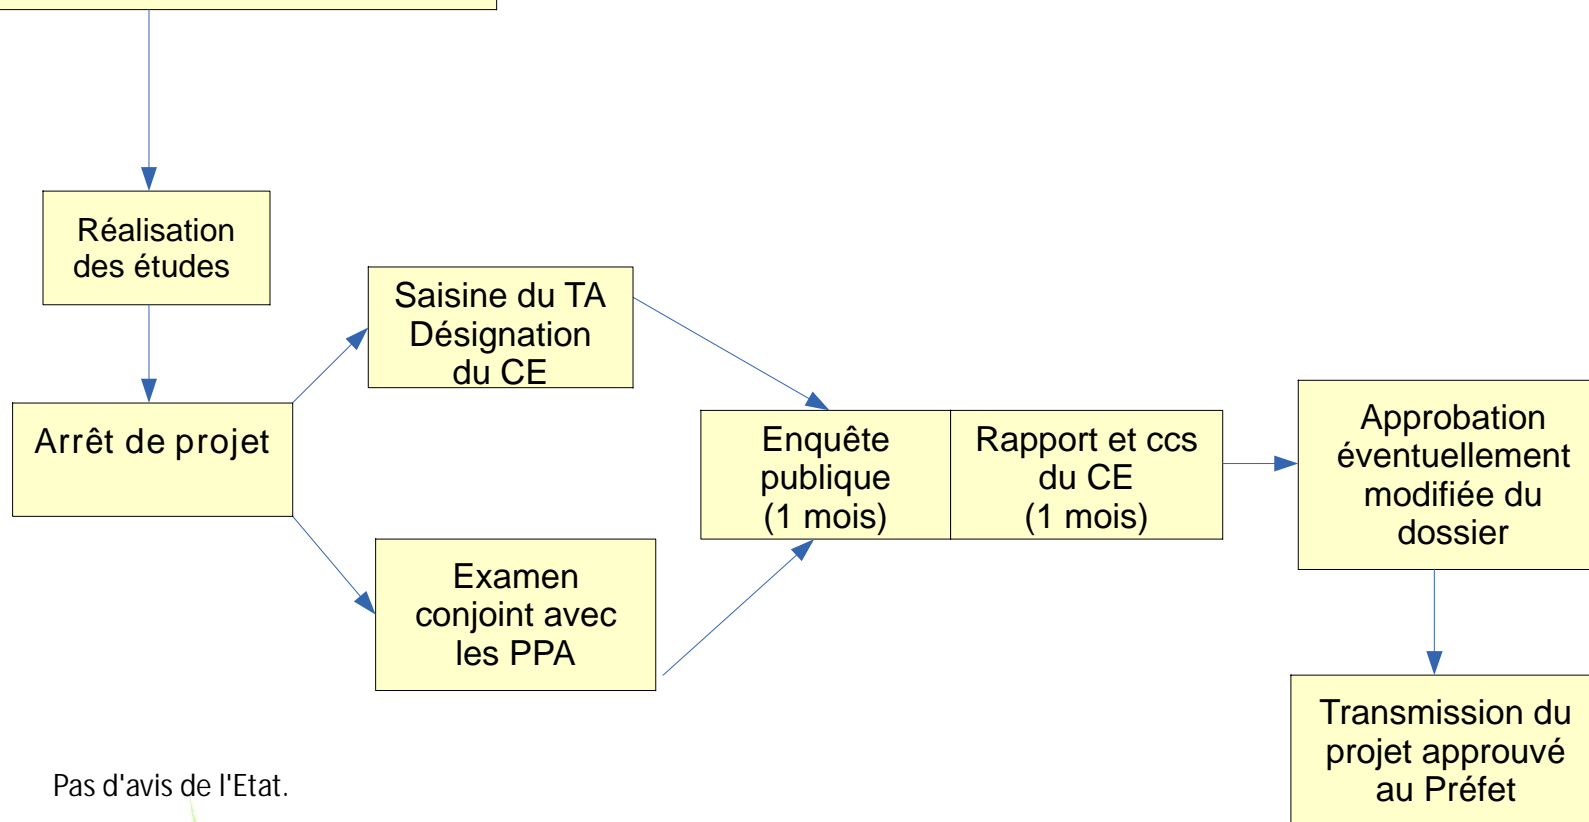 Réalisation
des études
Saisine du TA
Désignation
du CE
Arrêt de projet
Enquête
publique
(1 mois)
Rapport et ccs
du CE
(1 mois)
Approbation
éventuellement
modifiée du
dossier
Examen
conjoint avec
les PPA
Transmission du
projet approuvé
au Préfet
Pas d'avis de l'Etat.